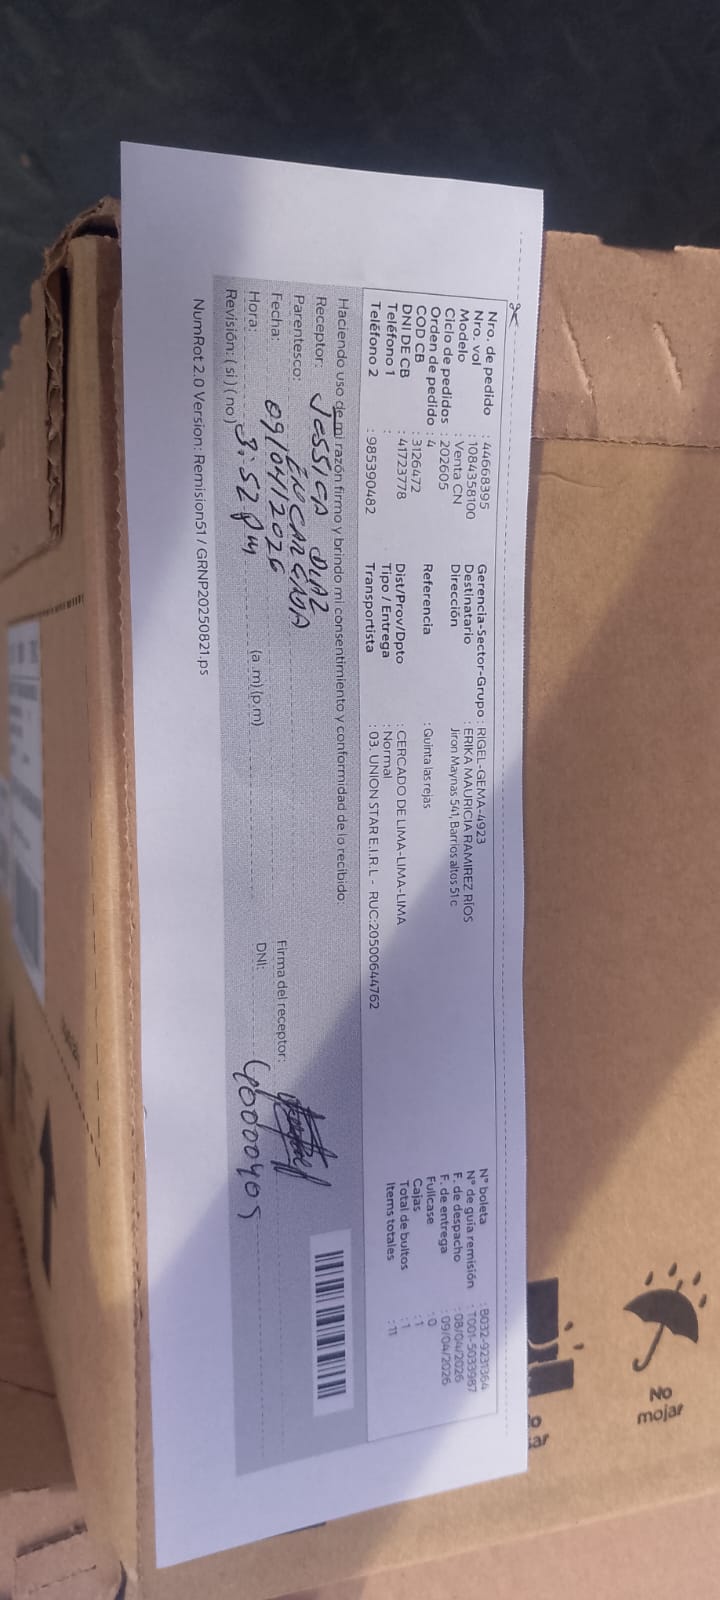 Nro. de pedido : 44668395
Nro. vol : 1084358100
Modelo : Venta CN
Ciclo de pedidos : 202605
Orden de pedido : 4
COD CB : 3126472
DNI DE CB : 41723778
Teléfono 1 :
Teléfono 2 : 985390482
Gerencia-Sector-Grupo : RIGEL-GEMA-4923
Destinatario : ERIKA MAURICIA RAMIREZ RÍOS
Dirección Jiron Maynas 541, Barrios altos 51 c
Referencia : Quinta las rejas
Dist/Prov/Dpto : CERCADO DE LIMA-LIMA-LIMA
Tipo / Entrega : Normal
Transportista : 03. UNION STAR E.I.R.L - RUC:20500644762
N° boleta : B032-9231364
N° de guia remisión : T001-5033987
F. de despacho : 08/04/2026
F. de entrega : 09/04/2026
Fullcase : 0
Cajas : 1
Total de bultos : 1
Items totales : 11
Haciendo uso de mi razón firmo y brindo mi consentimiento y conformidad de lo recibido:
Receptor: Jessica Diaz
Parentesco: Encargada
Fecha: 09/04/2026
Hora: 3:52 pm (a.m) (p.m)
Revisión: ( si ) ( no )
Firma del receptor:
DNI: 40000405
NumRot 2.0 Version: Remision51 / GRNP20250821.ps
No
mojar